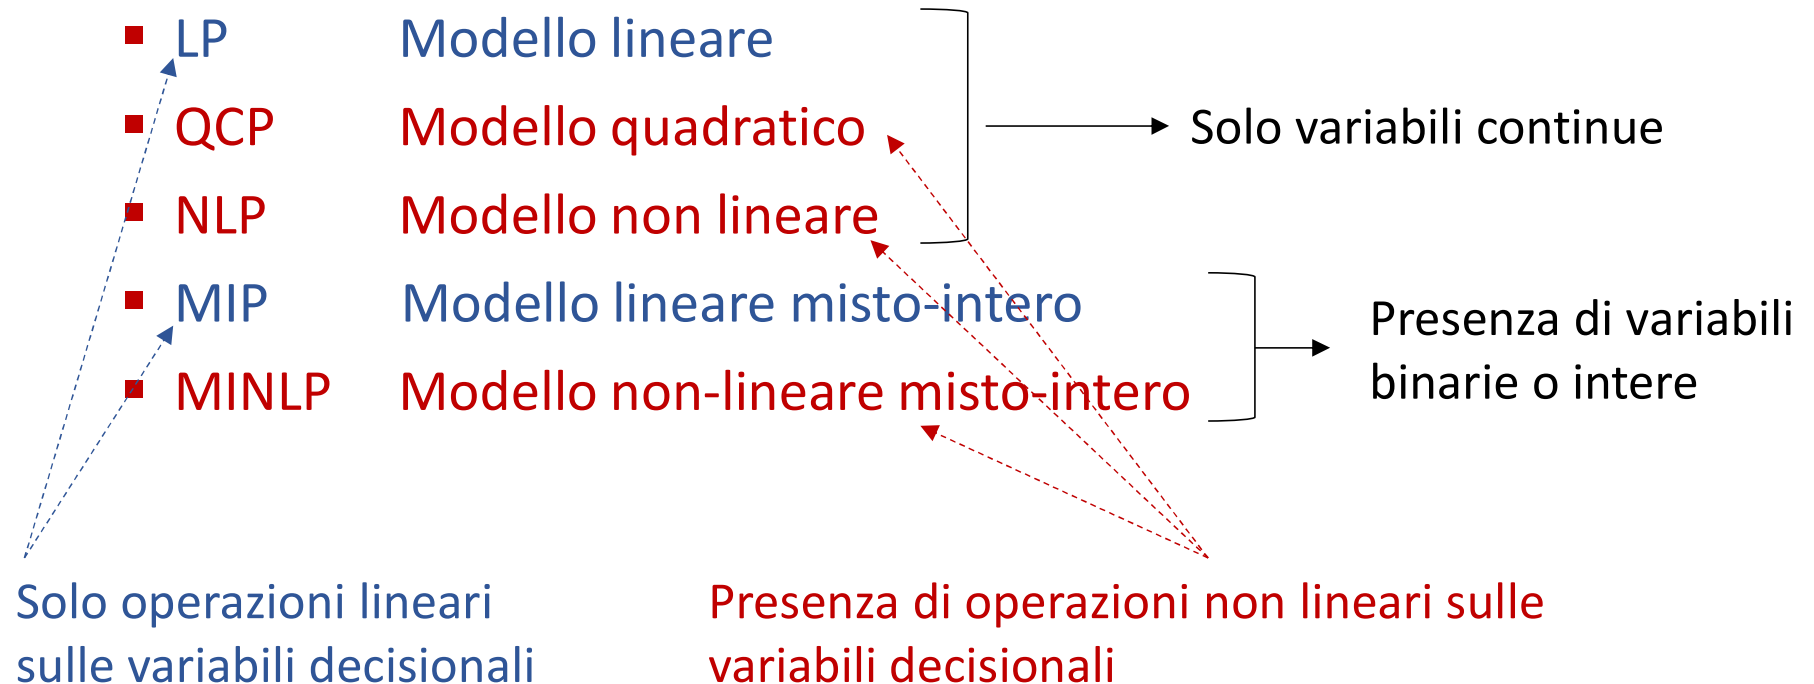 LP Modello lineare
QCP Modello quadratico
NLP Modello non lineare
MIP Modello lineare misto-intero
MINLP Modello non-lineare misto-intero
Solo variabili continue
Presenza di variabili
binarie o intere
Solo operazioni lineari
sulle variabili decisionali
Presenza di operazioni non lineari sulle
variabili decisionali